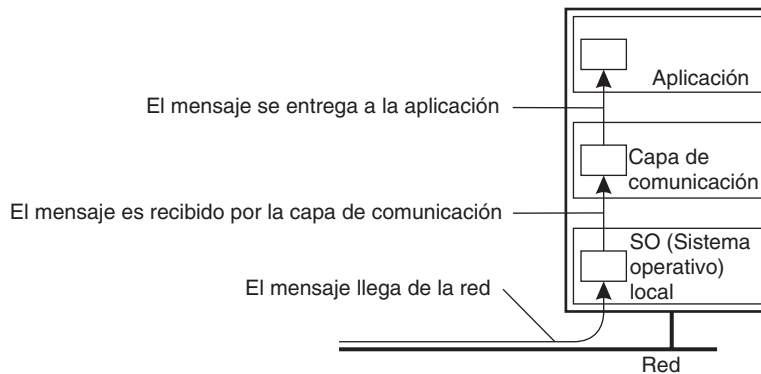 Aplicación
El mensaje se entrega a la aplicación
Capa de
comunicación
El mensaje es recibido por la capa de comunicación
SO (Sistema
operativo)
local
El mensaje llega de la red
Red